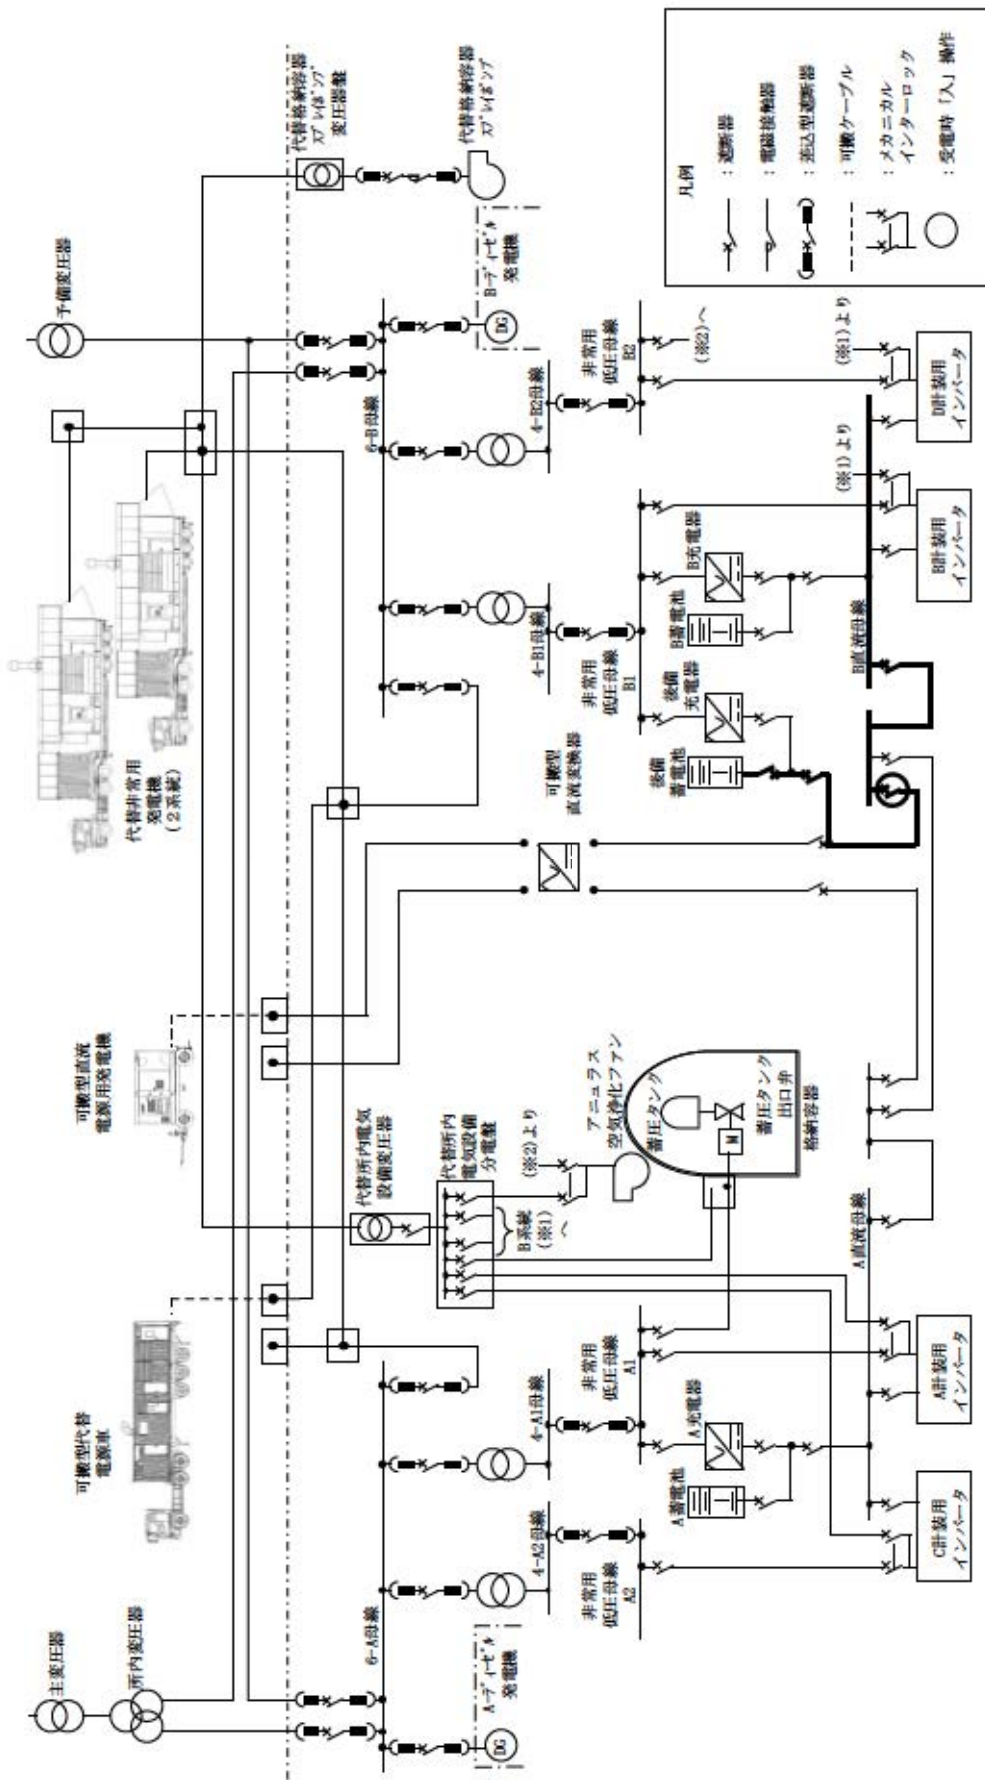 主変圧器
所内変圧器
可搬型代替
電源車
可搬型直流
電源用発電機
代替非常用
発電機
(2系統)
予備変圧器
代替格納容器
スプレイポンプ
変圧器盤
代替格納容器
スプレイポンプ
6-A母線
A-ディーゼル
発電機
DG
4-A2母線
4-A1母線
非常用
低圧母線
A2
非常用
低圧母線
A1
A蓄電池
A充電器
A直流母線
C計装用
インバータ
A計装用
インバータ
代替所内電気
設備変圧器
代替所内
電気設備
分電盤
B系統
(※1)
へ
(※2)より
アニュラス
空気浄化ファン
蓄圧タンク
M
蓄圧タンク
出口弁
格納容器
可搬型
直流変換器
6-B母線
B-ディーゼル
発電機
DG
4-B1母線
4-B2母線
非常用
低圧母線
B1
非常用
低圧母線
B2
(※2)へ
後備
蓄電池
後備
充電器
B蓄電池
B充電器
B直流母線
(※1)より
(※1)より
B計装用
インバータ
D計装用
インバータ
凡例
：遮断器
：電磁接触器
：差込型遮断器
：可搬ケーブル
：メカニカル
インターロック
：受電時「入」操作